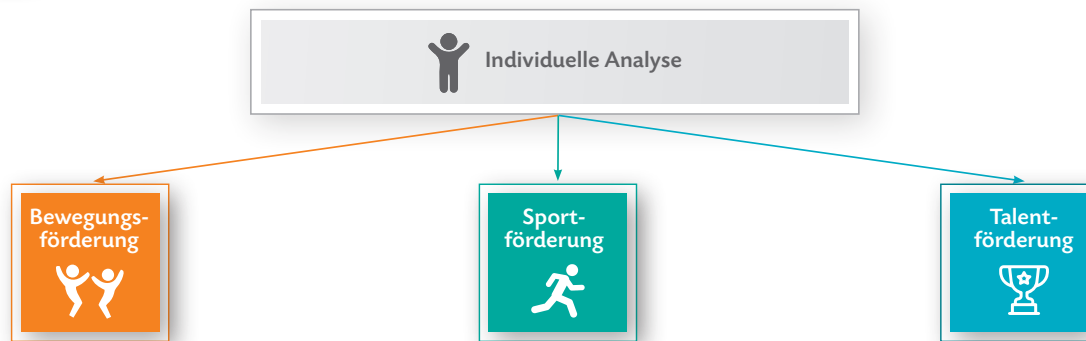 Individuelle Analyse
Bewegungs-
förderung
Sport-
förderung
Talent-
förderung